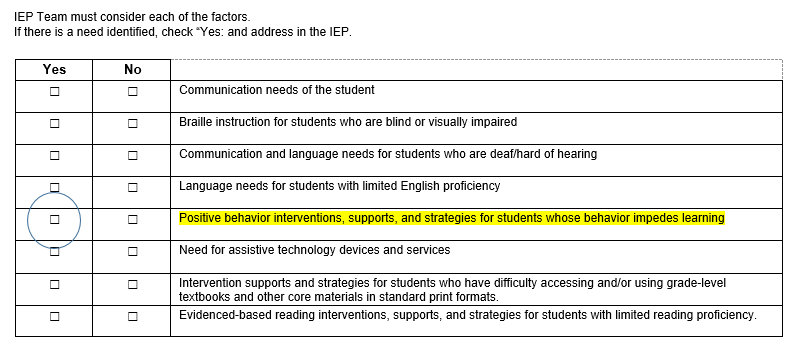 IEP Team must consider each of the factors.
If there is a need identified, check “Yes: and address in the IEP.
Yes No
Communication needs of the student
Braille instruction for students who are blind or visually impaired
Communication and language needs for students who are deaf/hard of hearing
Language needs for students with limited English proficiency
Positive behavior interventions, supports, and strategies for students whose behavior impedes learning
Need for assistive technology devices and services
Intervention supports and strategies for students who have difficulty accessing and/or using grade-level
textbooks and other core materials in standard print formats.
Evidenced-based reading interventions, supports, and strategies for students with limited reading proficiency.